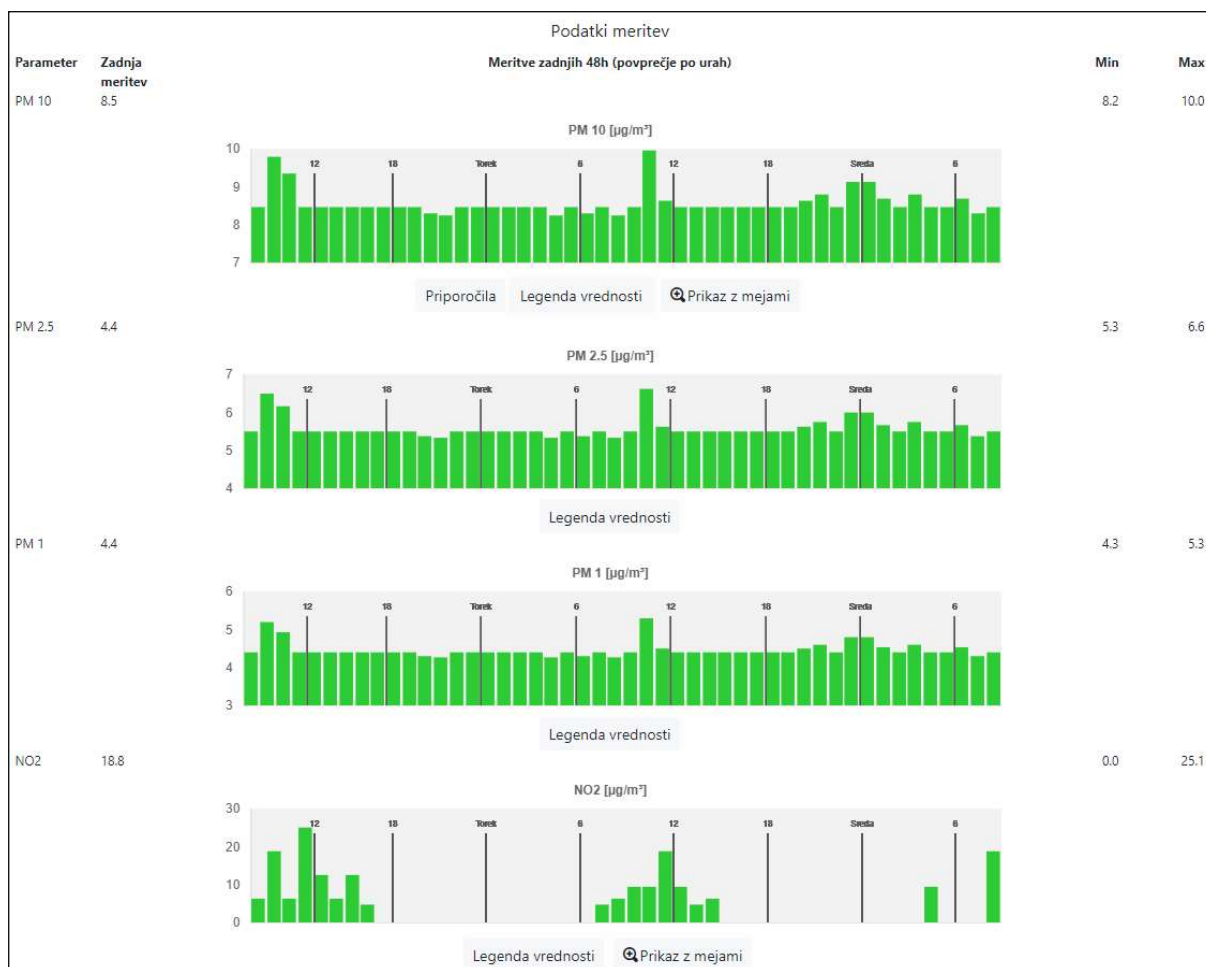 Podatki meritev
Parameter Zadnja meritev Meritve zadnjih 48h (povprečje po urah) Min Max
PM 10 8.5 8.2 10.0
PM 10 [µg/m³]
10
9
8
7
12 18 Torek 6 12 18 Sreda 6
Priporočila Legenda vrednosti Prikaz z mejami
PM 2.5 4.4 5.3 6.6
PM 2.5 [µg/m³]
7
6
5
4
12 18 Torek 6 12 18 Sreda 6
Legenda vrednosti
PM 1 4.4 4.3 5.3
PM 1 [µg/m³]
6
5
4
3
12 18 Torek 6 12 18 Sreda 6
Legenda vrednosti
NO2 18.8 0.0 25.1
NO2 [µg/m³]
30
20
10
0
12 18 Torek 6 12 18 Sreda 6
Legenda vrednosti Prikaz z mejami